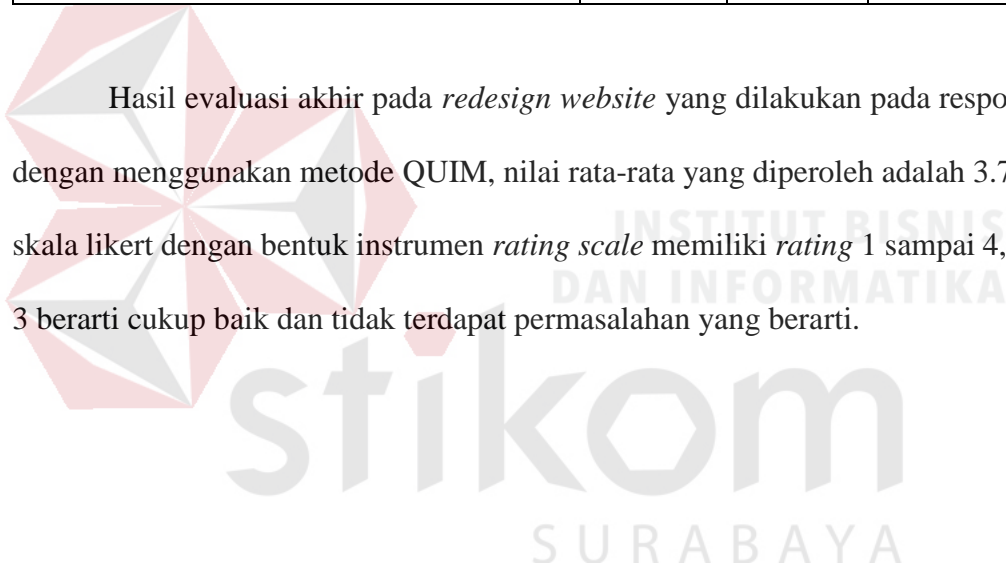 Hasil evaluasi akhir pada redesign website yang dilakukan pada
dengan menggunakan metode QUIM, nilai rata-rata yang diperoleh adalah 3.7
skala likert dengan bentuk instrumen rating scale memiliki rating 1 sampai 4,
3 berarti cukup baik dan tidak terdapat permasalahan yang berarti.
INSTITUT BISNIS
DAN INFORMATIKA
stikom
SURABAYA